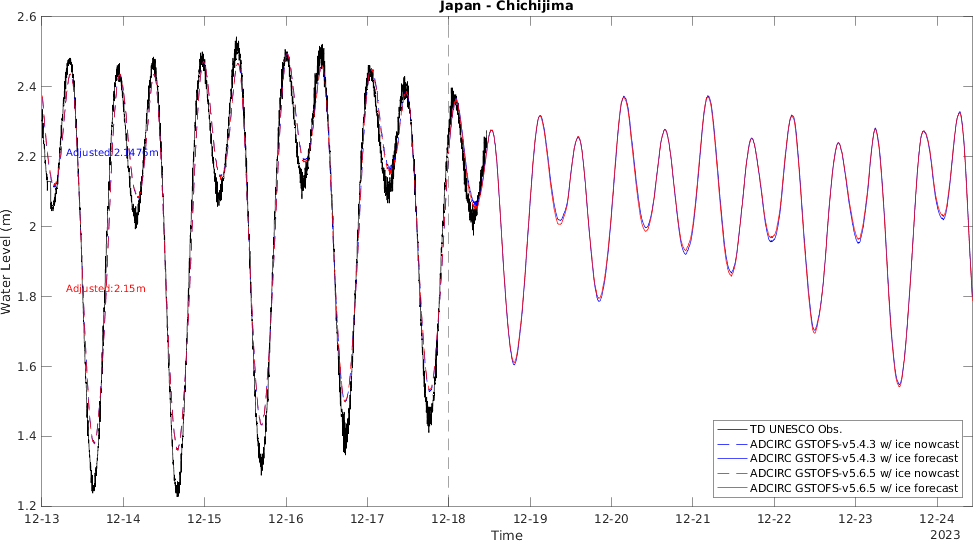 Japan - Chichijima
2.6
2.4
2.2
2
1.8
1.6
1.4
1.2
Water Level (m)
Adjusted:2.1475m
Adjusted:2.15m
TD UNESCO Obs.
ADCIRC GSTOFS-v5.4.3 w/ ice nowcast
ADCIRC GSTOFS-v5.4.3 w/ ice forecast
ADCIRC GSTOFS-v5.6.5 w/ ice nowcast
ADCIRC GSTOFS-v5.6.5 w/ ice forecast
12-13 12-14 12-15 12-16 12-17 12-18 12-19 12-20 12-21 12-22 12-23 12-24
Time
2023